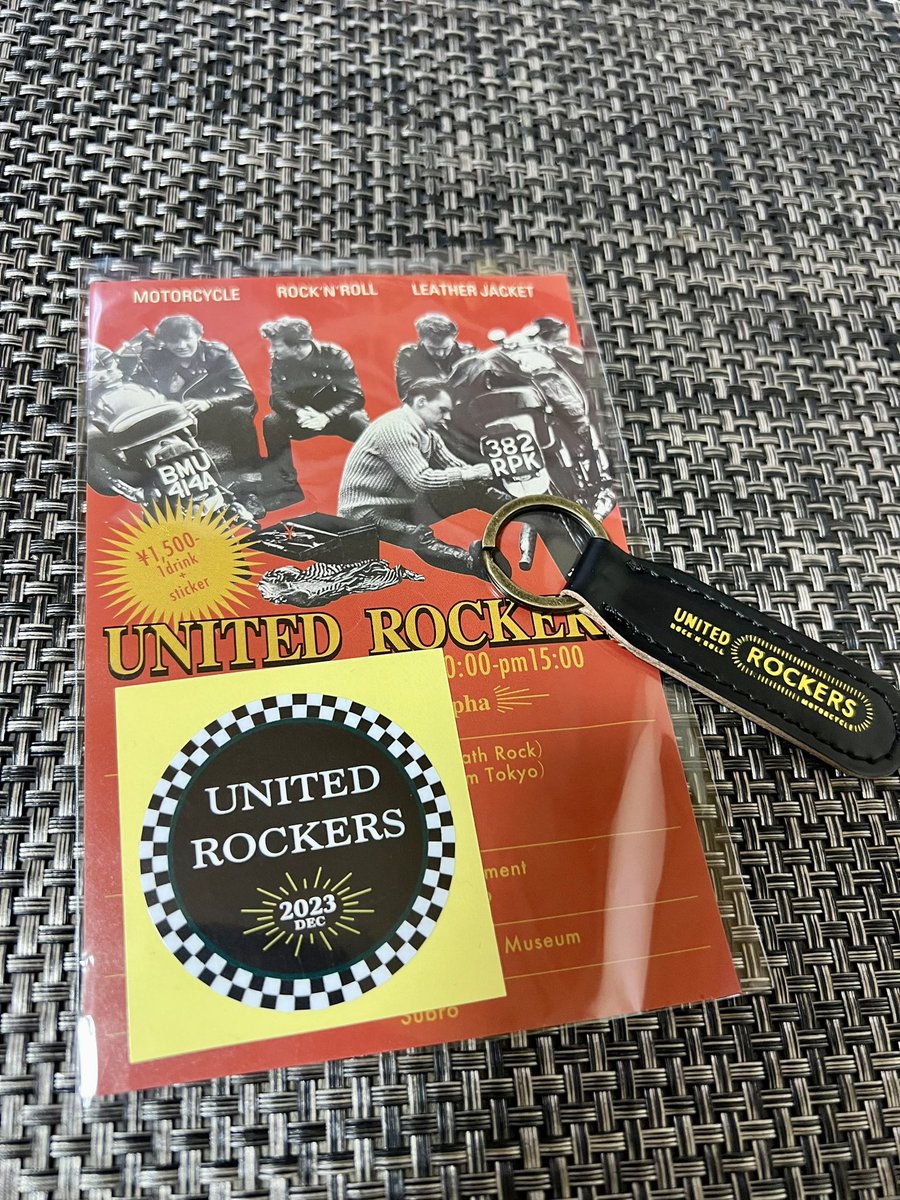 MOTORCYCLE ROCK'N'ROLL LEATHER JACKET
BMU
414A
382
RPK
¥1,500-
1drink
+
sticker
UNITED ROCKER
0:00-pm15:00
pha
ath Rock)
m Tokyo)
ment
Museum
Subro
UNITED
ROCKERS
2023
DEC
UNITED
ROCK N' ROLL
ROCKERS
MOTORCYCLE